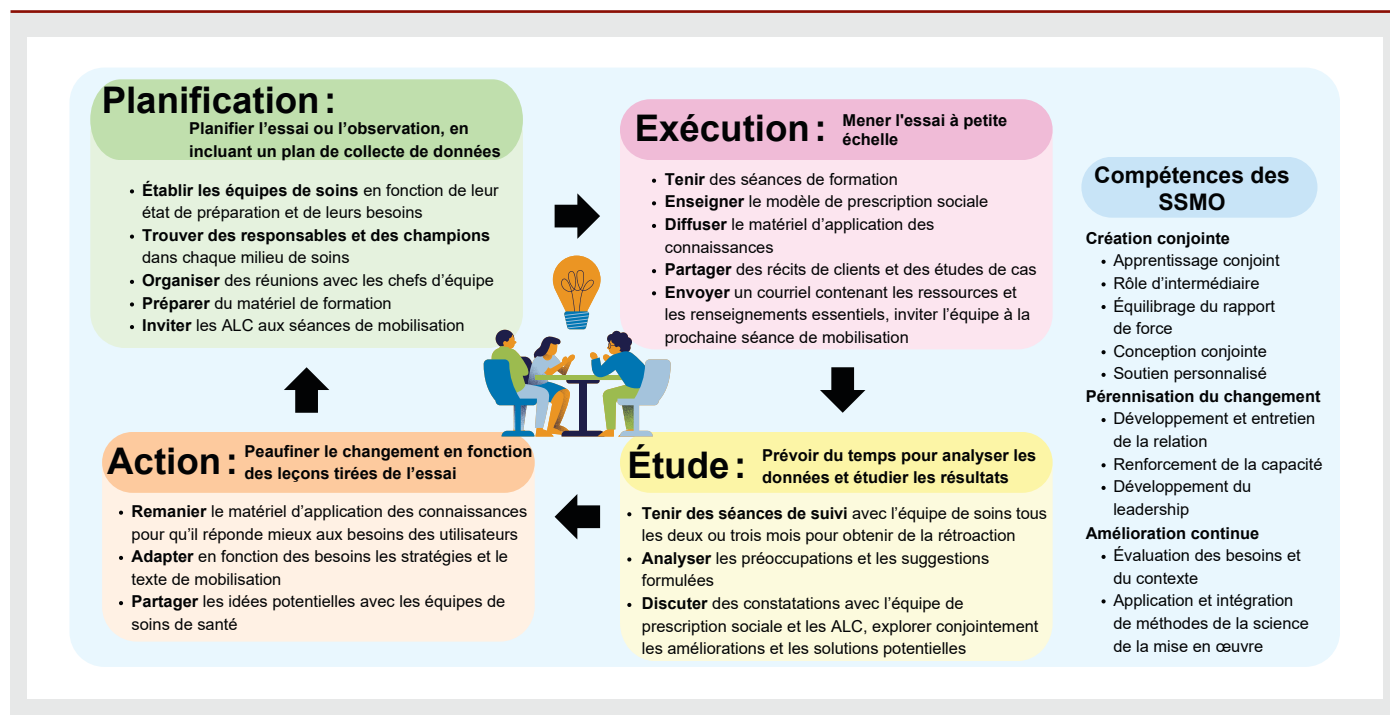 Planification :
Planifier l’essai ou l’observation, en
incluant un plan de collecte de données
• Établir les équipes de soins en fonction de leur
état de préparation et de leurs besoins
• Trouver des responsables et des champions
dans chaque milieu de soins
• Organiser des réunions avec les chefs d’équipe
• Préparer du matériel de formation
• Inviter les ALC aux séances de mobilisation
Exécution :
Mener l'essai à petite
échelle
• Tenir des séances de formation
• Enseigner le modèle de prescription sociale
• Diffuser le matériel d’application des
connaissances
• Partager des récits de clients et des études de cas
• Envoyer un courriel contenant les ressources et
les renseignements essentiels, inviter l’équipe à la
prochaine séance de mobilisation
Étude :
Prévoir du temps pour analyser les
données et étudier les résultats
• Tenir des séances de suivi avec l’équipe de soins tous
les deux ou trois mois pour obtenir de la rétroaction
• Analyser les préoccupations et les suggestions
formulées
• Discuter des constatations avec l’équipe de
prescription sociale et les ALC, explorer conjointement
les améliorations et les solutions potentielles
Action :
Peaufiner le changement en fonction
des leçons tirées de l’essai
• Remanier le matériel d’application des connaissances
pour qu’il réponde mieux aux besoins des utilisateurs
• Adapter en fonction des besoins les stratégies et le
texte de mobilisation
• Partager les idées potentielles avec les équipes de
soins de santé
Compétences des
SSMO
Création conjointe
• Apprentissage conjoint
• Rôle d’intermédiaire
• Équilibrage du rapport
de force
• Conception conjointe
• Soutien personnalisé
Pérennisation du changement
• Développement et entretien
de la relation
• Renforcement de la capacité
• Développement du
leadership
Amélioration continue
• Évaluation des besoins et
du contexte
• Application et intégration
de méthodes de la science
de la mise en œuvre